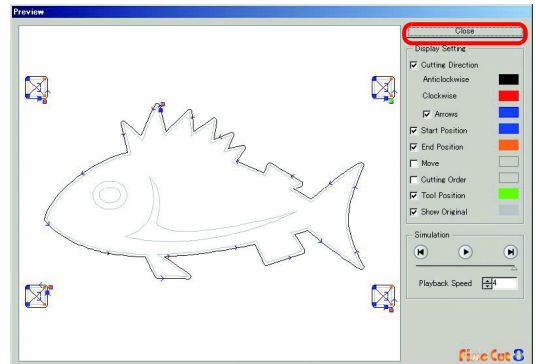 Preview
Close
Display Setting
Cutting Direction
Anticlockwise
Clockwise
Arrows
Start Position
End Position
Move
Cutting Order
Tool Position
Show Original
Simulation
Playback Speed 4
Fine Cut 8